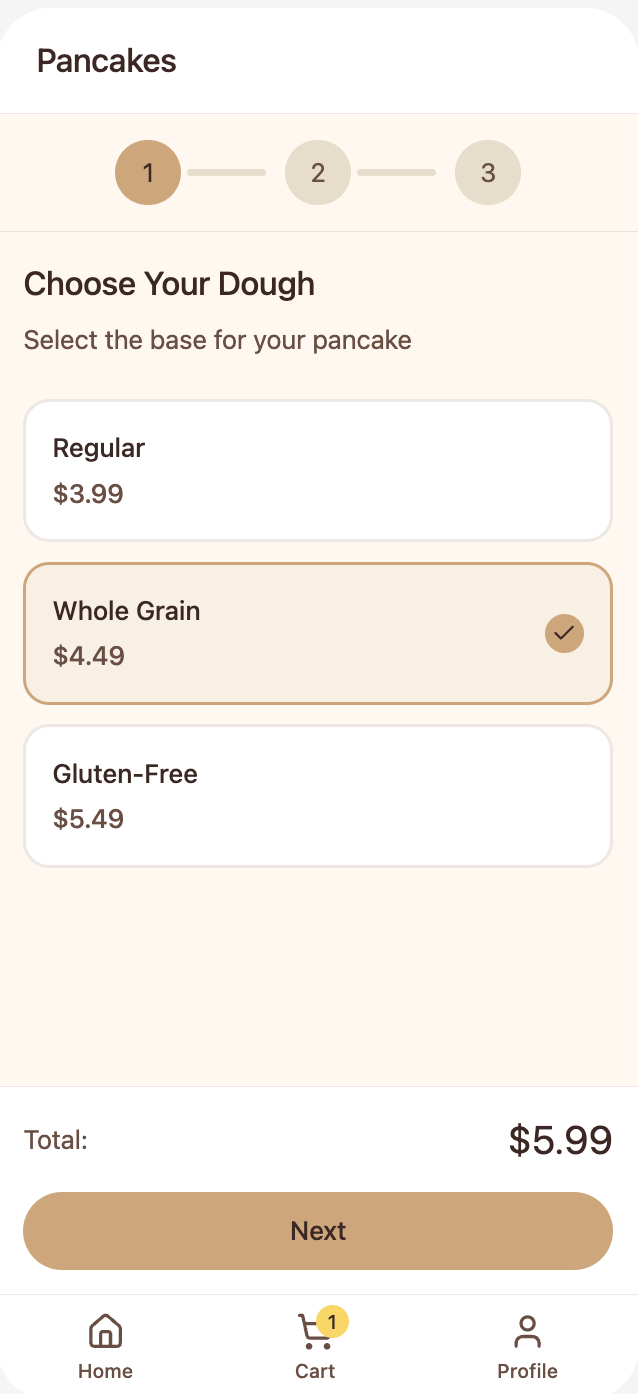 Pancakes
1 2 3
Choose Your Dough
Select the base for your pancake
Regular
$3.99
Whole Grain
$4.49
Gluten-Free
$5.49
Total: $5.99
Next
1
Home Cart Profile